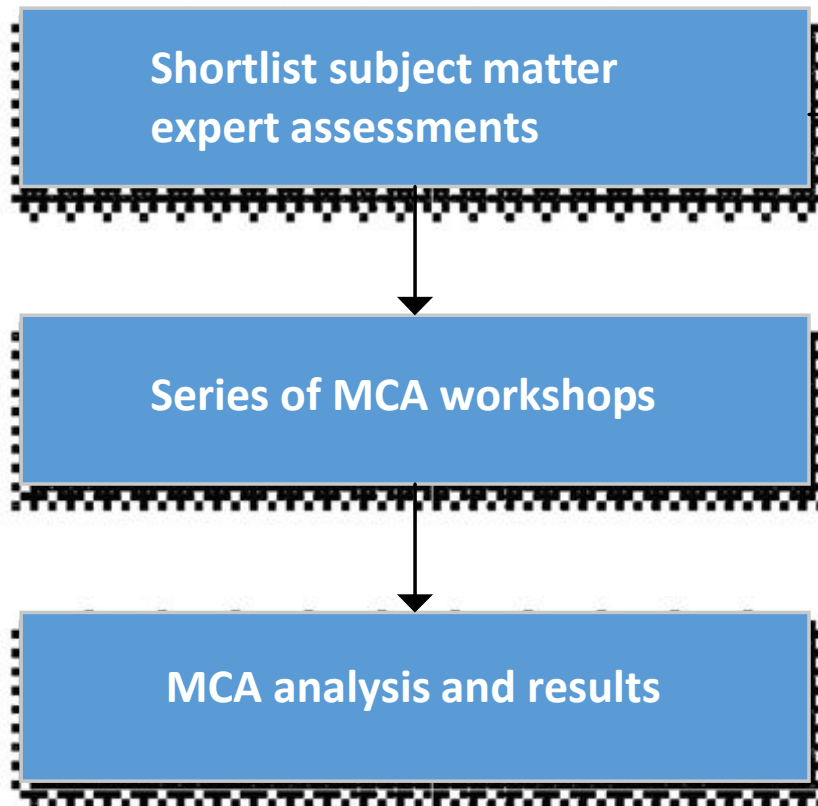 Shortlist subject matter
expert assessments
Series of MCA workshops
MCA analysis and results